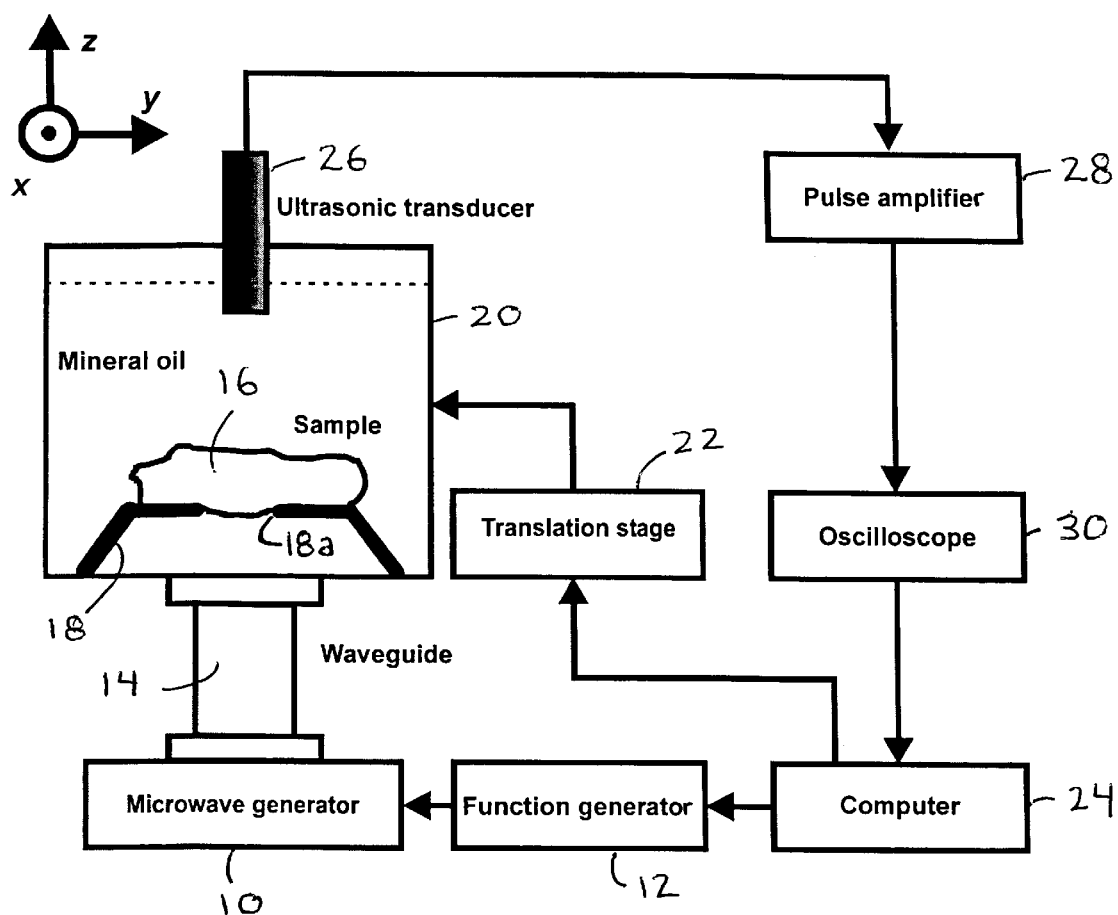 z
y
x
26
Ultrasonic transducer
Pulse amplifier
28
20
Mineral oil
16
Sample
22
Translation stage
Oscilloscope
30
18a
18
Waveguide
14
Microwave generator
Function generator
Computer
24
10
12